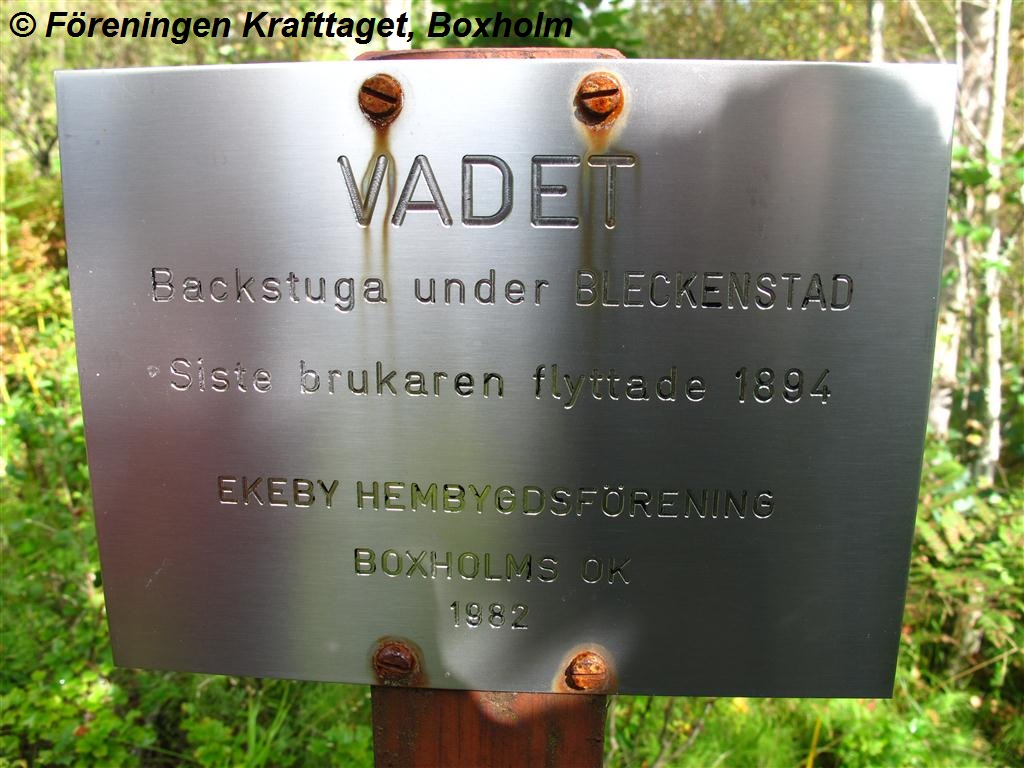 © Föreningen Krafttaget, Boxholm
VADET
Backstuga under BLECKENSTAD
Siste brukaren flyttade 1894
EKEBY HEMBYGDSFÖRENING
BOXHOLMS OK
1982